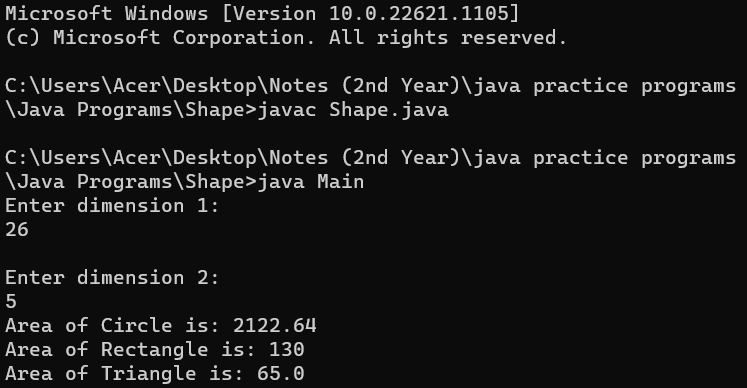 Microsoft Windows [Version 10.0.22621.1105]
(c) Microsoft Corporation. All rights reserved.
C:\Users\Acer\Desktop\Notes (2nd Year)\java practice programs
\Java Programs\Shape>javac Shape.java
C:\Users\Acer\Desktop\Notes (2nd Year)\java practice programs
\Java Programs\Shape>java Main
Enter dimension 1:
26
Enter dimension 2:
5
Area of Circle is: 2122.64
Area of Rectangle is: 130
Area of Triangle is: 65.0